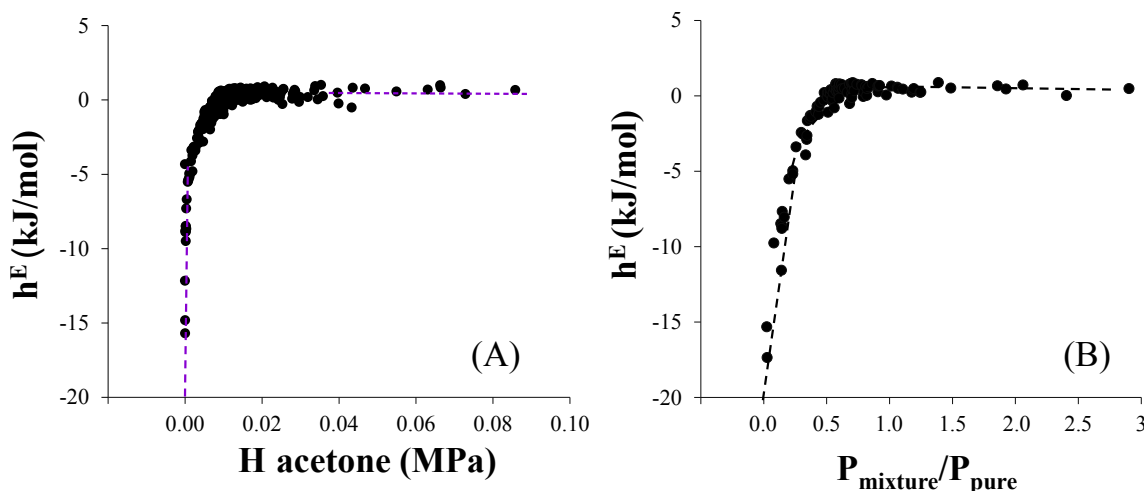 5
0
-5
-10
-15
-20
0.00 0.02 0.04 0.06 0.08 0.10
h^E (kJ/mol)
H acetone (MPa)
(A)
5
0
-5
-10
-15
-20
0.0 0.5 1.0 1.5 2.0 2.5 3
h^E (kJ/mol)
P_mixture/P_pure
(B)